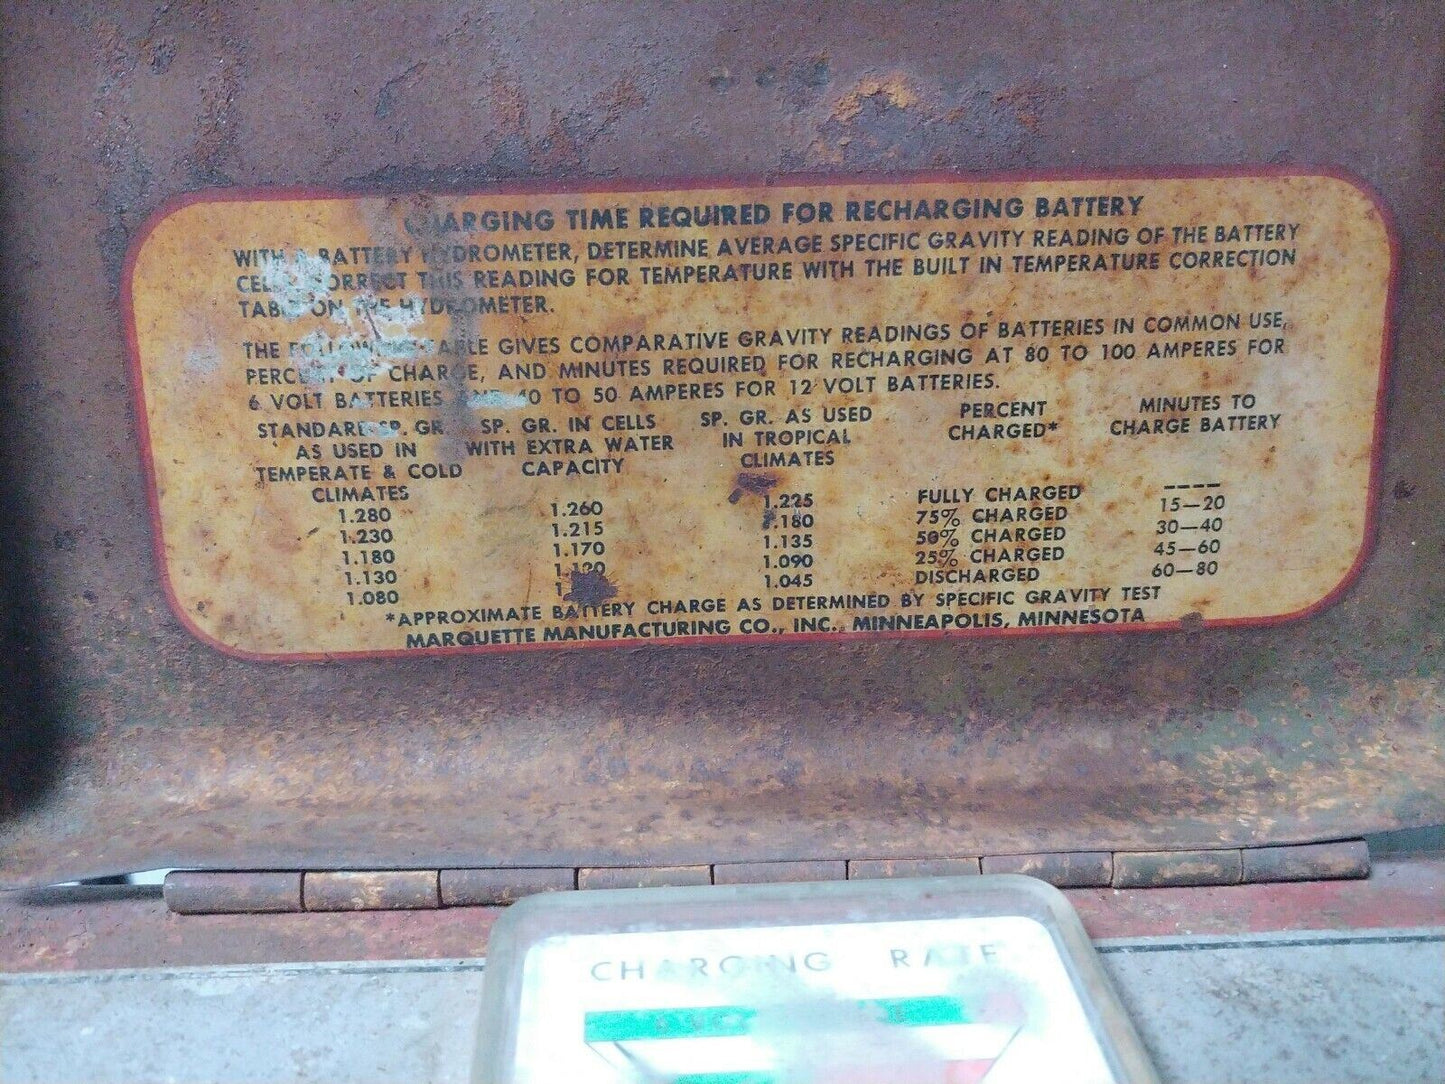 CHARGING TIME REQUIRED FOR RECHARGING BATTERY
WITH A BATTERY HYDROMETER, DETERMINE AVERAGE SPECIFIC GRAVITY READING OF THE BATTERY
CELLS. CORRECT THIS READING FOR TEMPERATURE WITH THE BUILT IN TEMPERATURE CORRECTION
TABLE ON THE HYDROMETER.
THE FOLLOWING TABLE GIVES COMPARATIVE GRAVITY READINGS OF BATTERIES IN COMMON USE,
PERCENT OF CHARGE, AND MINUTES REQUIRED FOR RECHARGING AT 80 TO 100 AMPERES FOR
6 VOLT BATTERIES AND 40 TO 50 AMPERES FOR 12 VOLT BATTERIES.
STANDARD SP. GR. SP. GR. IN CELLS SP. GR. AS USED PERCENT MINUTES TO
AS USED IN WITH EXTRA WATER IN TROPICAL CHARGED* CHARGE BATTERY
TEMPERATE & COLD CAPACITY CLIMATES
CLIMATES
1.280 1.260 1.225 FULLY CHARGED ----
1.230 1.215 1.180 75% CHARGED 15—20
1.180 1.170 1.135 50% CHARGED 30—40
1.130 1.090 25% CHARGED 45—60
1.080 1.045 DISCHARGED 60—80
*APPROXIMATE BATTERY CHARGE AS DETERMINED BY SPECIFIC GRAVITY TEST
MARQUETTE MANUFACTURING CO., INC., MINNEAPOLIS, MINNESOTA
CHARGING RATE